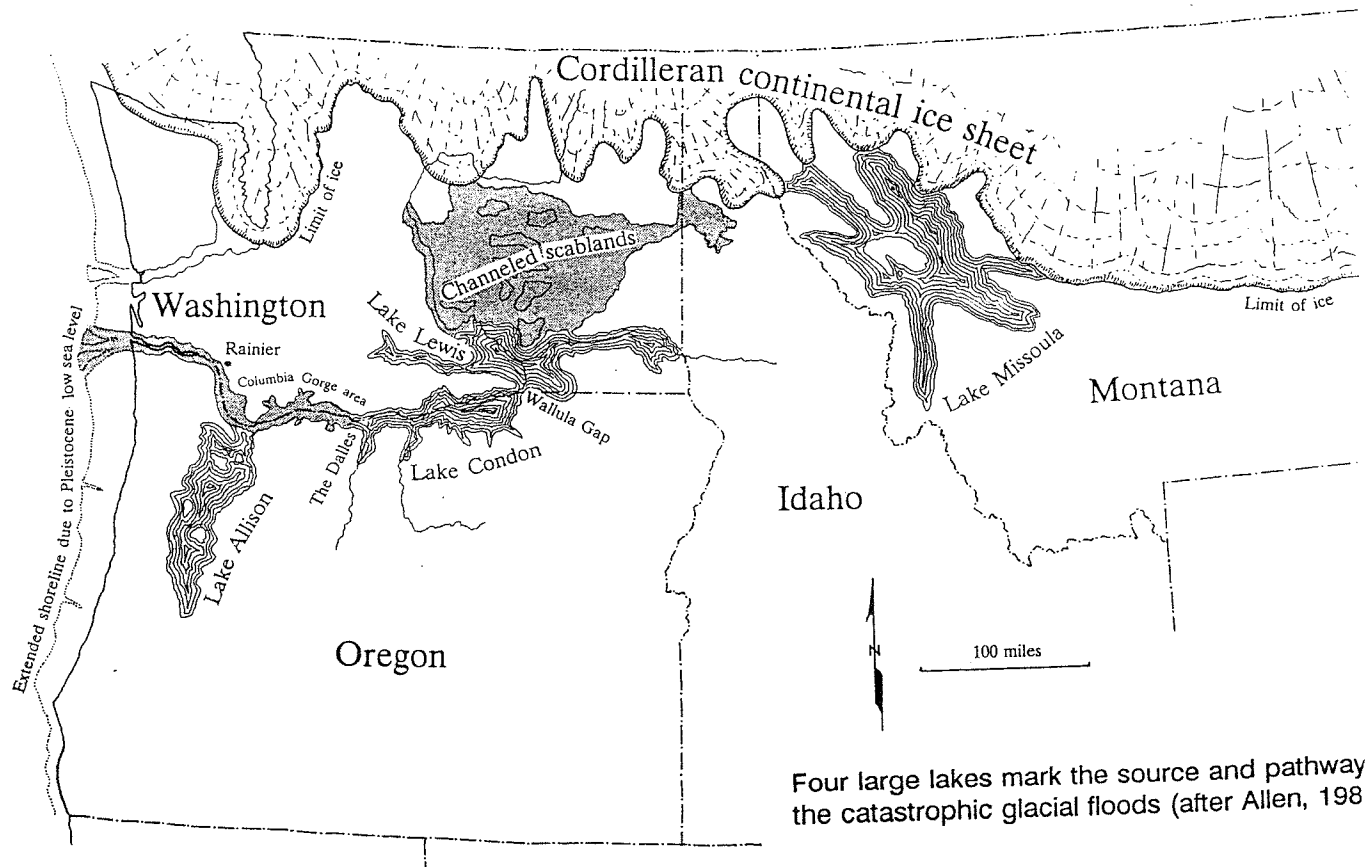 Cordilleran continental ice sheet
Limit of ice
Channeled scablands
Limit of ice
Washington
Lake Lewis
Rainier
Columbia Gorge area
Wallula Gap
Lake Missoula
Montana
The Dalles
Lake Condon
Idaho
Lake Allison
Extended shoreline due to Pleistocene low sea level
Oregon
N
100 miles
Four large lakes mark the source and pathway
the catastrophic glacial floods (after Allen, 198